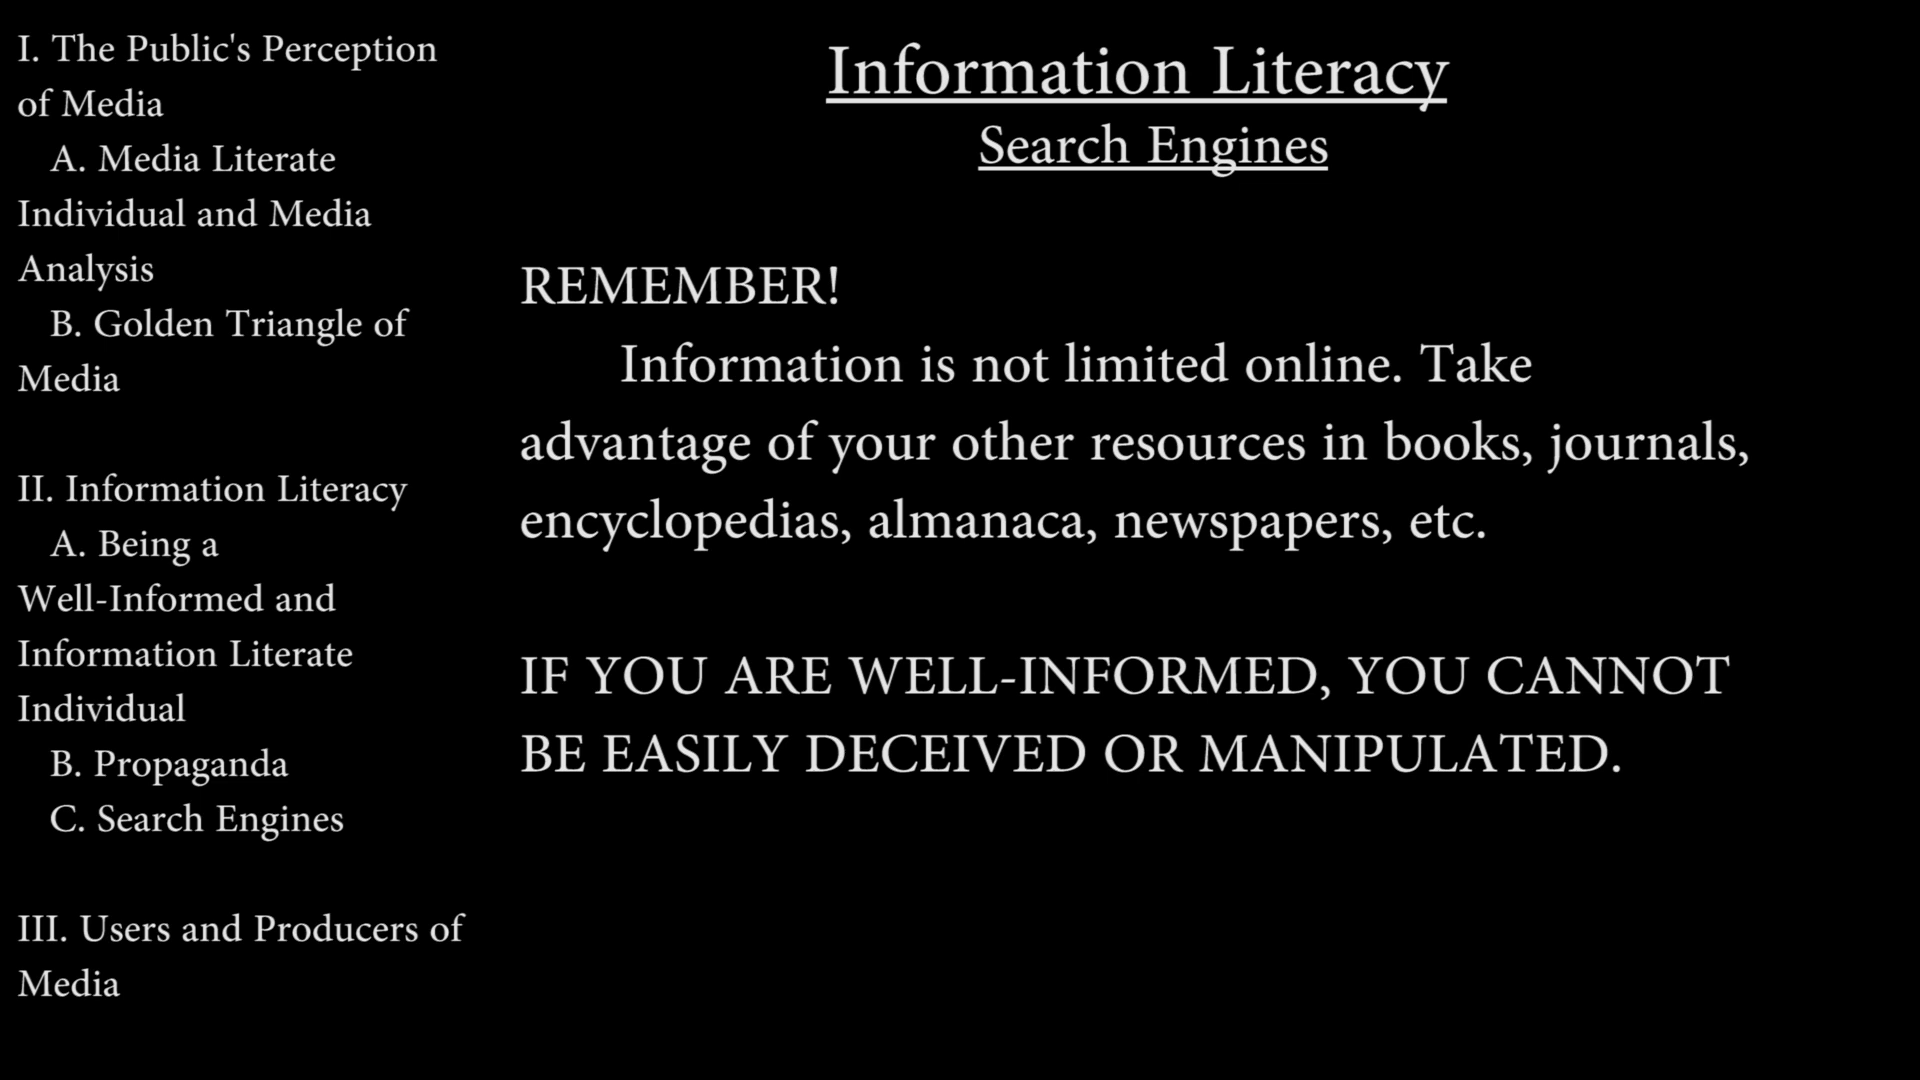 I. The Public's Perception
of Media
A. Media Literate
Individual and Media
Analysis
B. Golden Triangle of
Media
II. Information Literacy
A. Being a
Well-Informed and
Information Literate
Individual
B. Propaganda
C. Search Engines
III. Users and Producers of
Media
Information Literacy
Search Engines
REMEMBER!
Information is not limited online. Take
advantage of your other resources in books, journals,
encyclopedias, almanaca, newspapers, etc.
IF YOU ARE WELL-INFORMED, YOU CANNOT
BE EASILY DECEIVED OR MANIPULATED.